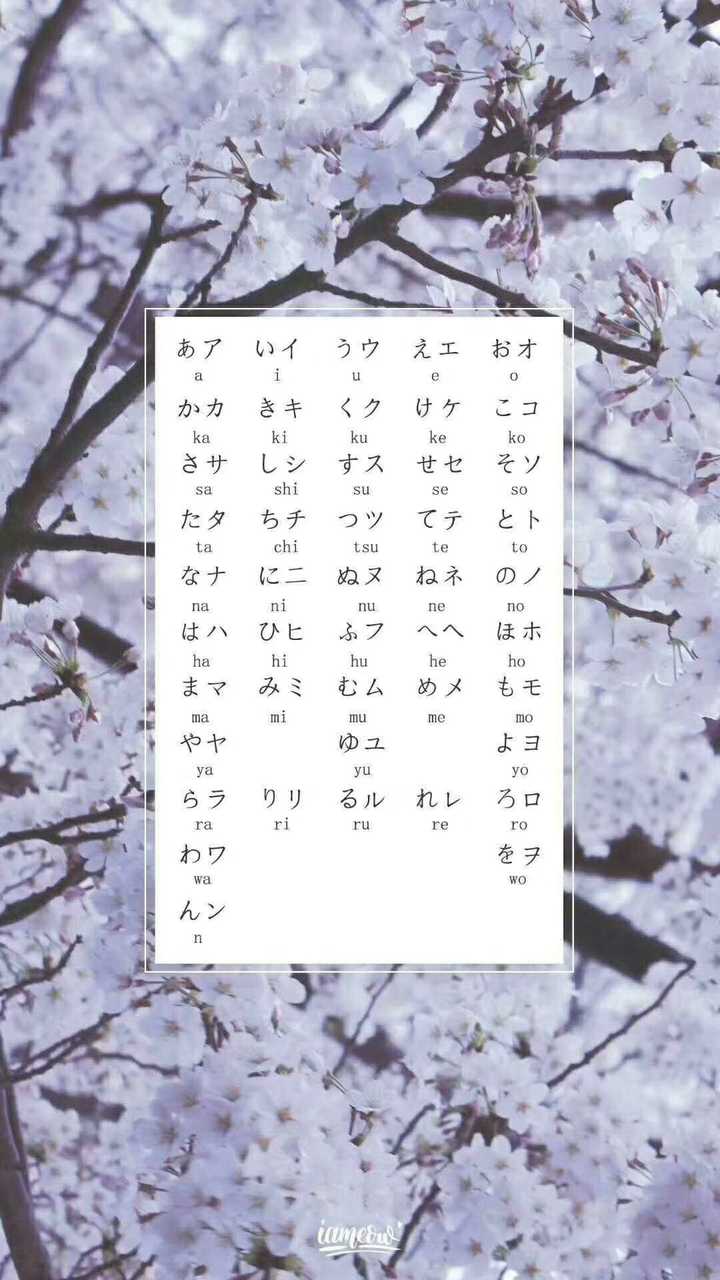 あア いイ うウ えエ おオ
a i u e o
かカ きキ くク けケ こコ
ka ki ku ke ko
さサ しシ すス せセ そソ
sa shi su se so
たタ ちチ つツ てテ とト
ta chi tsu te to
なナ にニ ぬヌ ねネ のノ
na ni nu ne no
はハ ひヒ ふフ へヘ ほホ
ha hi hu he ho
まマ みミ むム めメ もモ
ma mi mu me mo
やヤ ゆユ よヨ
ya yu yo
らラ りリ るル れレ ろロ
ra ri ru re ro
わワ をヲ
wa wo
んン
n
iameow